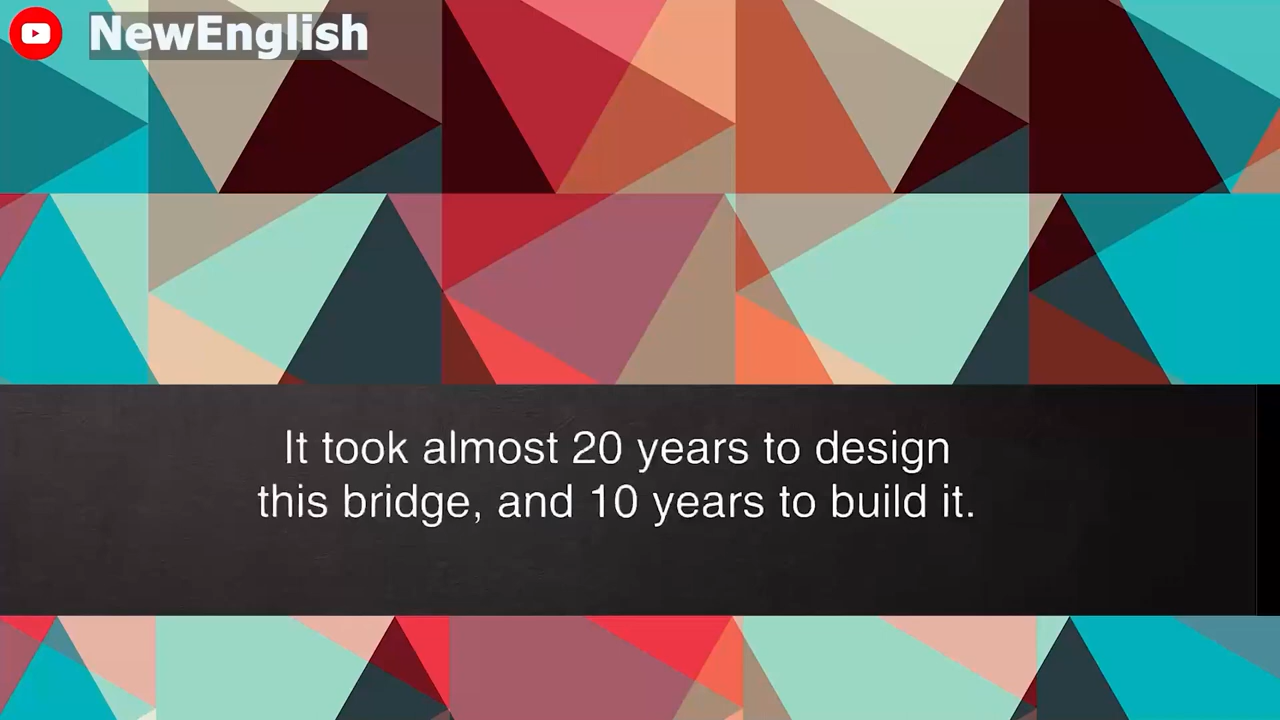 NewEnglish
It took almost 20 years to design
this bridge, and 10 years to build it.